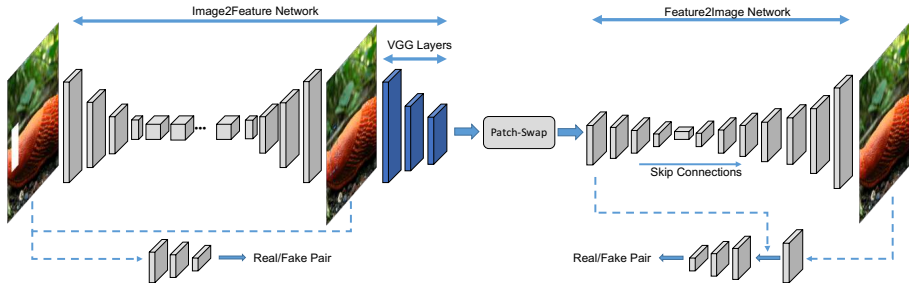 Image2Feature Network
Feature2Image Network
VGG Layers
...
Patch-Swap
Skip Connections
Real/Fake Pair
Real/Fake Pair